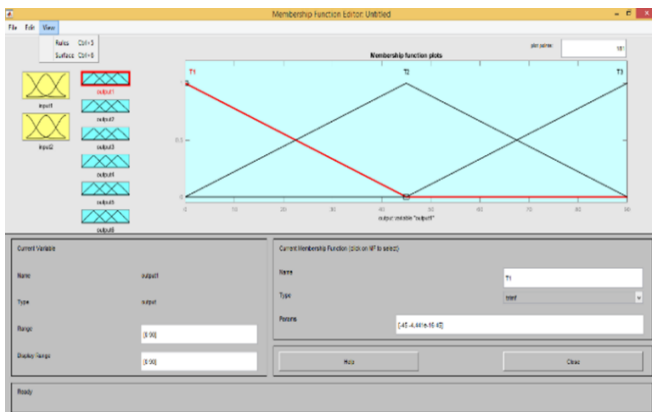 Membership Function Editor: Untitled
File Edit View
Rules Ctrl+3
Surface Ctrl+6
plot points:
181
Membership function plots
T1
T2
T3
input1
input2
output1
output2
output3
output4
output5
output6
1
0.5
0
0
10
20
30
40
50
60
70
80
90
output variable "output1"
Current Variable
Name output1
Type output
Range [0 90]
Display Range [0 90]
Current Membership Function (click on MF to select)
Name T1
Type trimf
Params
Help
Close
Ready